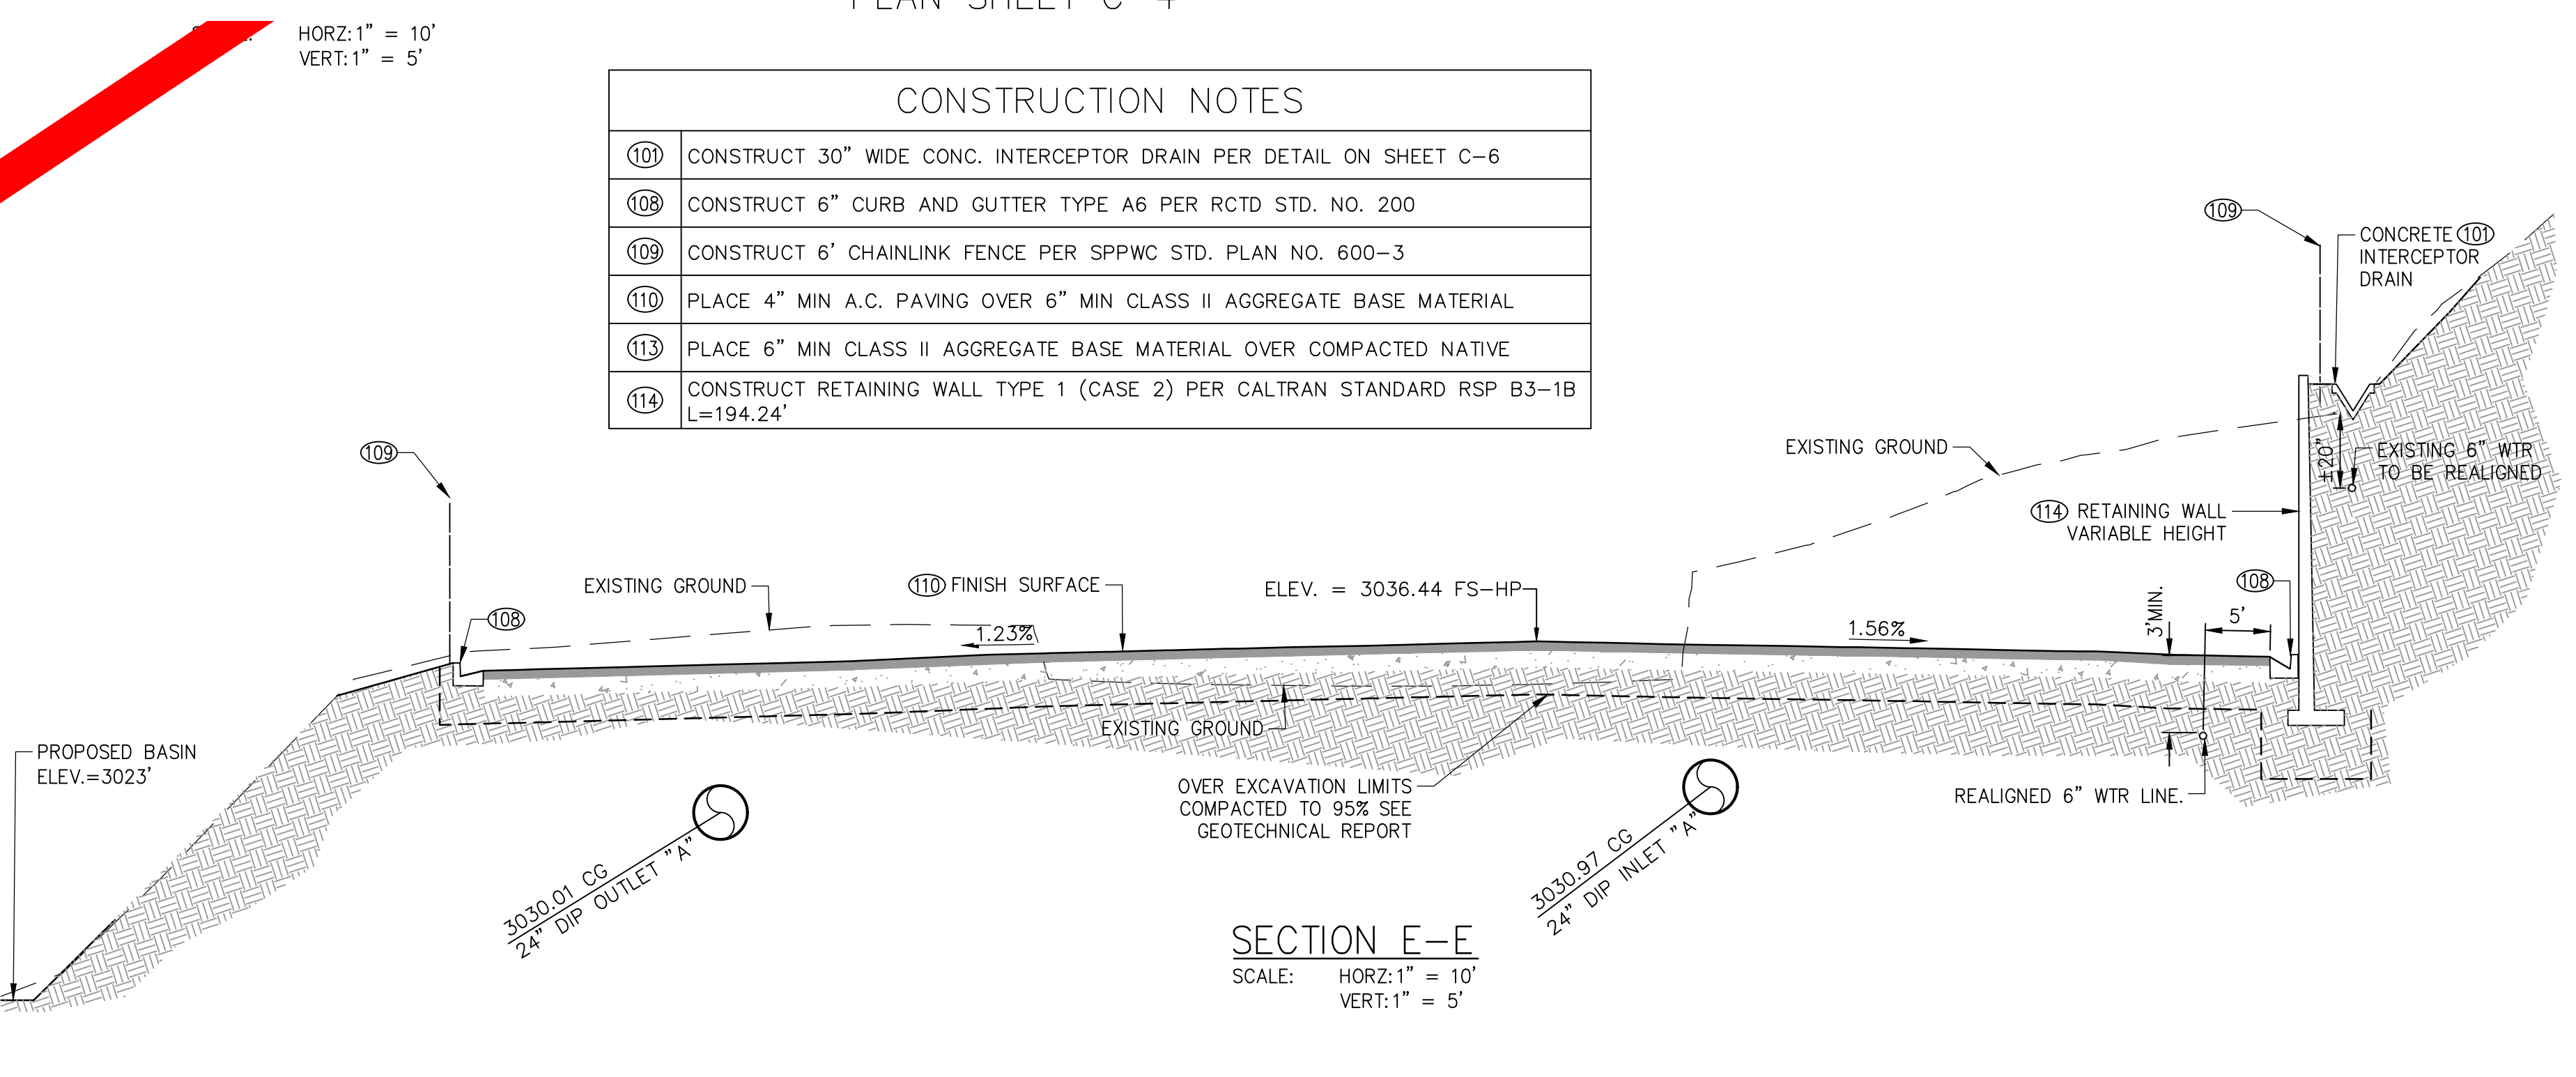 HORZ:1" = 10'
VERT:1" = 5'
CONSTRUCTION NOTES
101 CONSTRUCT 30" WIDE CONC. INTERCEPTOR DRAIN PER DETAIL ON SHEET C-6
108 CONSTRUCT 6" CURB AND GUTTER TYPE A6 PER RCTD STD. NO. 200
109 CONSTRUCT 6' CHAINLINK FENCE PER SPPWC STD. PLAN NO. 600-3
110 PLACE 4" MIN A.C. PAVING OVER 6" MIN CLASS II AGGREGATE BASE MATERIAL
113 PLACE 6" MIN CLASS II AGGREGATE BASE MATERIAL OVER COMPACTED NATIVE
114 CONSTRUCT RETAINING WALL TYPE 1 (CASE 2) PER CALTRAN STANDARD RSP B3-1B
L=194.24'
109
CONCRETE 101
INTERCEPTOR
DRAIN
109
EXISTING GROUND
±20"
EXISTING 6" WTR
TO BE REALIGNED
114 RETAINING WALL
VARIABLE HEIGHT
EXISTING GROUND
110 FINISH SURFACE
ELEV. = 3036.44 FS-HP
108
108
1.23%
1.56%
3'MIN.
5'
EXISTING GROUND
PROPOSED BASIN
ELEV.=3023'
OVER EXCAVATION LIMITS
COMPACTED TO 95% SEE
GEOTECHNICAL REPORT
REALIGNED 6" WTR LINE.
3030.01 CG
24" DIP OUTLET "A"
3030.97 CG
24" DIP INLET "A"
SECTION E-E
SCALE: HORZ:1" = 10'
VERT:1" = 5'